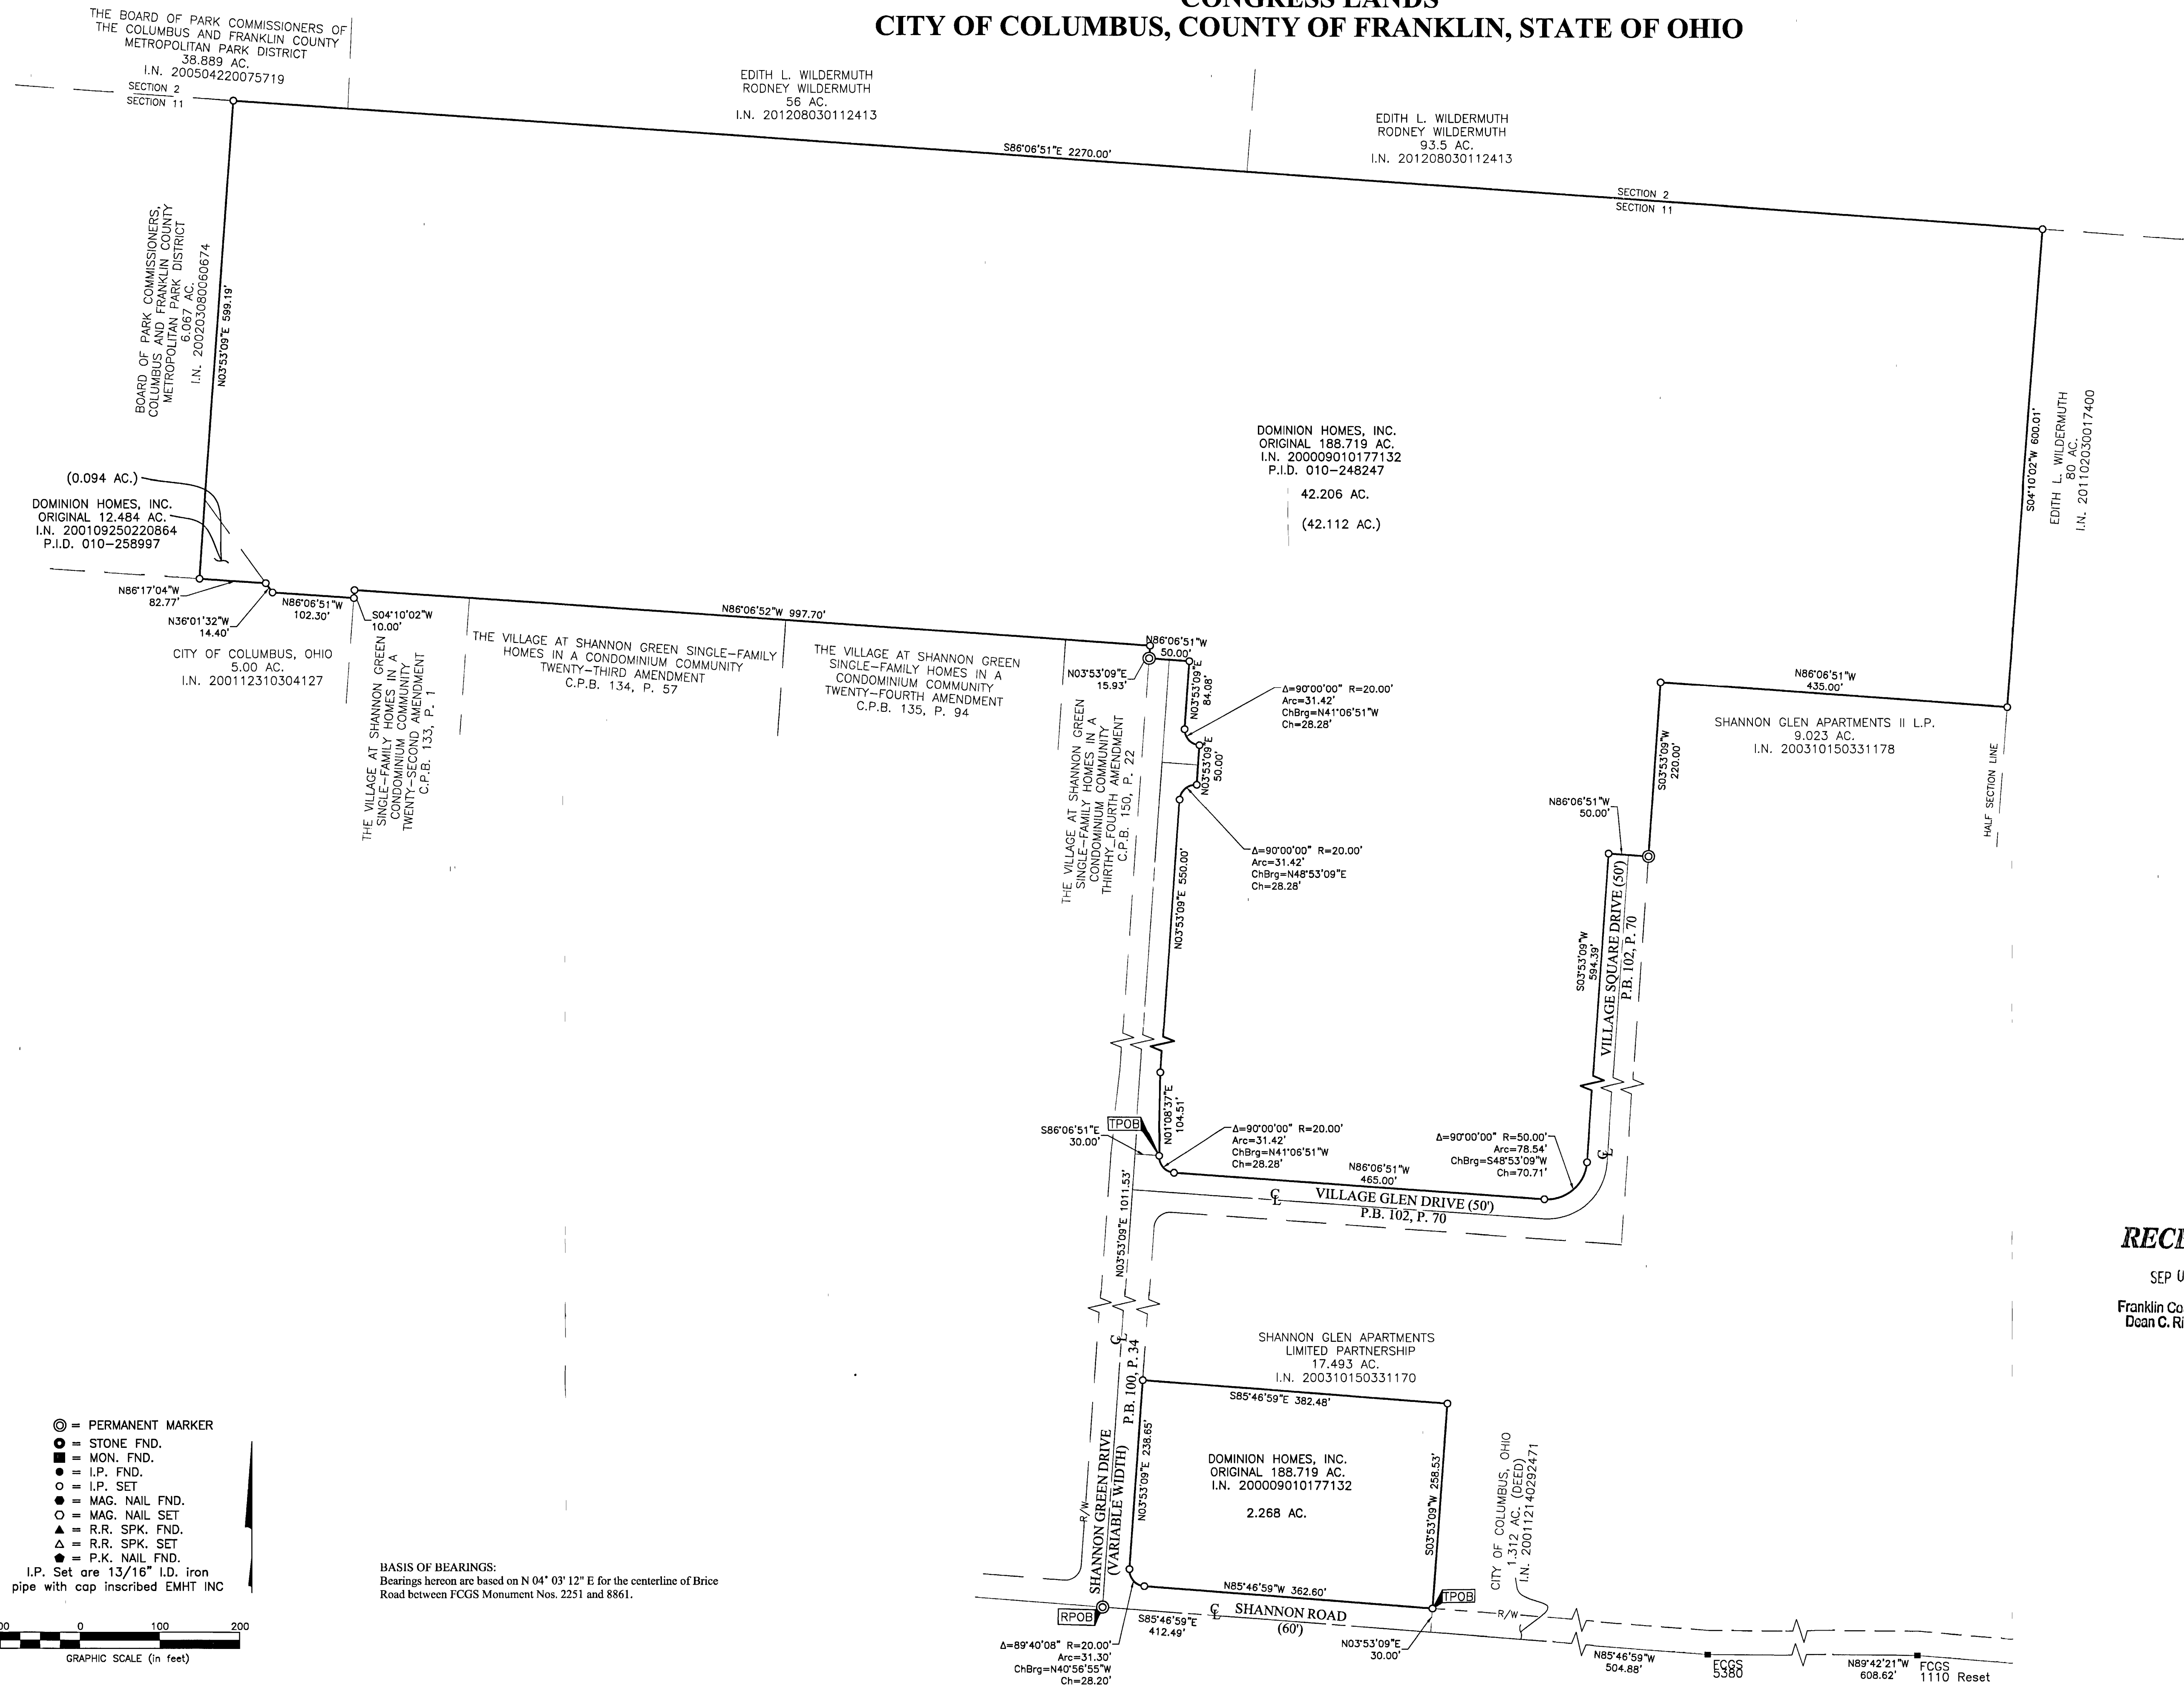 CONGRESS LANDS
CITY OF COLUMBUS, COUNTY OF FRANKLIN, STATE OF OHIO
THE BOARD OF PARK COMMISSIONERS OF
THE COLUMBUS AND FRANKLIN COUNTY
METROPOLITAN PARK DISTRICT
38.889 AC.
I.N. 200504220075719
SECTION 2
SECTION 11
EDITH L. WILDERMUTH
RODNEY WILDERMUTH
56 AC.
I.N. 201208030112413
EDITH L. WILDERMUTH
RODNEY WILDERMUTH
93.5 AC.
I.N. 201208030112413
S86°06'51"E 2270.00'
SECTION 2
SECTION 11
BOARD OF PARK COMMISSIONERS,
COLUMBUS AND FRANKLIN COUNTY
METROPOLITAN PARK DISTRICT
6.067 AC.
I.N. 200203080060674
N03°53'09"E 599.19'
DOMINION HOMES, INC.
ORIGINAL 188.719 AC.
I.N. 200009010177132
P.I.D. 010-248247
42.206 AC.
(42.112 AC.)
S04°10'02"W 600.01'
EDITH L. WILDERMUTH
80 AC.
I.N. 201102030017400
(0.094 AC.)
DOMINION HOMES, INC.
ORIGINAL 12.484 AC.
I.N. 200109250220864
P.I.D. 010-258997
N86°17'04"W
82.77'
N36°01'32"W
14.40'
N86°06'51"W
102.30'
S04°10'02"W
10.00'
N86°06'52"W 997.70'
CITY OF COLUMBUS, OHIO
5.00 AC.
I.N. 200112310304127
THE VILLAGE AT SHANNON GREEN
SINGLE-FAMILY HOMES IN A
CONDOMINIUM COMMUNITY
TWENTY-SECOND AMENDMENT
C.P.B. 133, P. 1
THE VILLAGE AT SHANNON GREEN SINGLE-FAMILY
HOMES IN A CONDOMINIUM COMMUNITY
TWENTY-THIRD AMENDMENT
C.P.B. 134, P. 57
THE VILLAGE AT SHANNON GREEN
SINGLE-FAMILY HOMES IN A
CONDOMINIUM COMMUNITY
TWENTY-FOURTH AMENDMENT
C.P.B. 135, P. 94
N86°06'51"W
50.00'
N03°53'09"E
15.93'
N03°53'09"E
84.08'
Δ=90°00'00" R=20.00'
Arc=31.42'
ChBrg=N41°06'51"W
Ch=28.28'
N03°53'09"E
50.00'
THE VILLAGE AT SHANNON GREEN
SINGLE-FAMILY HOMES IN A
CONDOMINIUM COMMUNITY
THIRTHY_FOURTH AMENDMENT
C.P.B. 150, P. 22
Δ=90°00'00" R=20.00'
Arc=31.42'
ChBrg=N48°53'09"E
Ch=28.28'
N03°53'09"E 550.00'
N86°06'51"W
435.00'
SHANNON GLEN APARTMENTS II L.P.
9.023 AC.
I.N. 200310150331178
S03°53'09"W
220.00'
HALF SECTION LINE
N86°06'51"W
50.00'
S03°53'09"W
594.39'
VILLAGE SQUARE DRIVE (50')
P.B. 102, P. 70
N01°08'37"E
104.51'
TPOB
S86°06'51"E
30.00'
Δ=90°00'00" R=20.00'
Arc=31.42'
ChBrg=N41°06'51"W
Ch=28.28'
N86°06'51"W
465.00'
Δ=90°00'00" R=50.00'
Arc=78.54'
ChBrg=S48°53'09"W
Ch=70.71'
CL
CL
VILLAGE GLEN DRIVE (50')
P.B. 102, P. 70
N03°53'09"E 1011.53'
SEP
Franklin Co
Dean C. Ri
SHANNON GLEN APARTMENTS
LIMITED PARTNERSHIP
17.493 AC.
I.N. 200310150331170
CL
P.B. 100, P. 34
S85°46'59"E 382.48'
SHANNON GREEN DRIVE
(VARIABLE WIDTH)
R/W
N03°53'09"E 238.65'
DOMINION HOMES, INC.
ORIGINAL 188.719 AC.
I.N. 200009010177132
2.268 AC.
S03°53'09"W 258.53'
CITY OF COLUMBUS, OHIO
1.312 AC. (DEED)
I.N. 200112140292471
N85°46'59"W 362.60'
TPOB
RPOB
S85°46'59"E
412.49'
CL
SHANNON ROAD
(60')
R/W
N03°53'09"E
30.00'
Δ=89°40'08" R=20.00'
Arc=31.30'
ChBrg=N40°56'55"W
Ch=28.20'
N85°46'59"W
504.88'
FCGS
5380
N89°42'21"W
608.62'
FCGS
1110 Reset
= PERMANENT MARKER
= STONE FND.
= MON. FND.
= I.P. FND.
= I.P. SET
= MAG. NAIL FND.
= MAG. NAIL SET
= R.R. SPK. FND.
= R.R. SPK. SET
= P.K. NAIL FND.
I.P. Set are 13/16" I.D. iron
pipe with cap inscribed EMHT INC
BASIS OF BEARINGS:
Bearings hereon are based on N 04° 03' 12" E for the centerline of Brice
Road between FCGS Monument Nos. 2251 and 8861.
0 100 200
GRAPHIC SCALE (in feet)